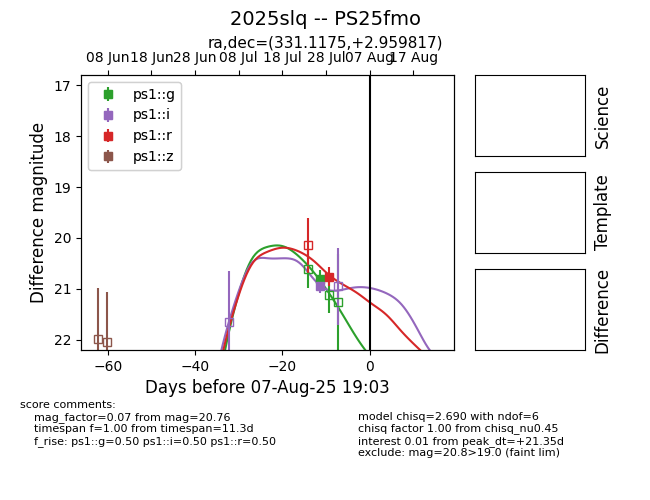 2025slq -- PS25fmo
ra,dec=(331.1175,+2.959817)
08 Jun 18 Jun 28 Jun 08 Jul 18 Jul 28 Jul 07 Aug 17 Aug
ps1::g
ps1::i
ps1::r
ps1::z
17
18
19
20
21
22
Difference magnitude
−60 −40 −20 0
Days before 07-Aug-25 19:03
Science
Template
Difference
score comments:
mag_factor=0.07 from mag=20.76
timespan f=1.00 from timespan=11.3d
f_rise: ps1::g=0.50 ps1::i=0.50 ps1::r=0.50
model chisq=2.690 with ndof=6
chisq factor 1.00 from chisq_nu0.45
interest 0.01 from peak_dt=+21.35d
exclude: mag=20.8>19.0 (faint lim)